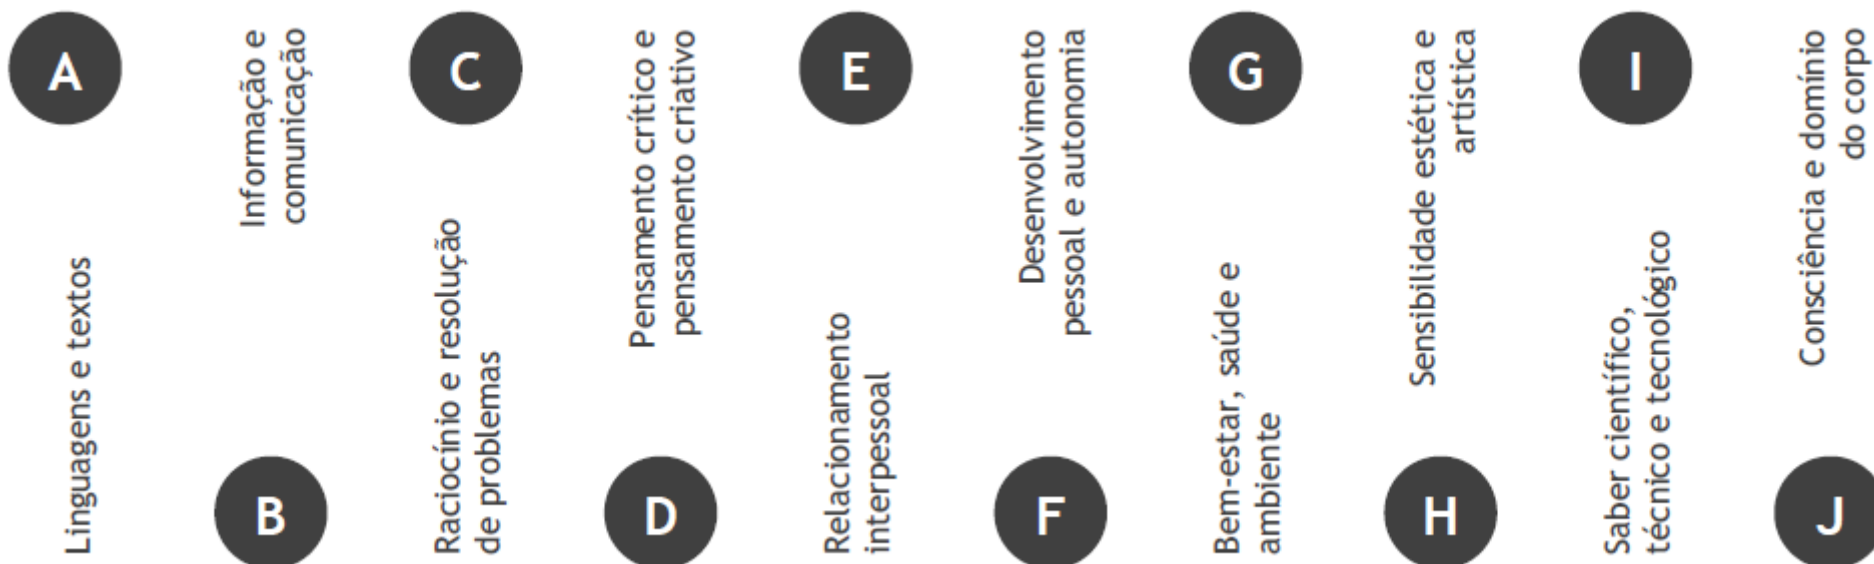 A
Linguagens e textos
B
Informação e
comunicação
C
Raciocínio e resolução
de problemas
D
Pensamento crítico e
pensamento criativo
E
Relacionamento
interpessoal
F
Desenvolvimento
pessoal e autonomia
G
Bem-estar, saúde e
ambiente
H
Sensibilidade estética e
artística
I
Saber científico,
técnico e tecnológico
J
Consciência e domínio
do corpo